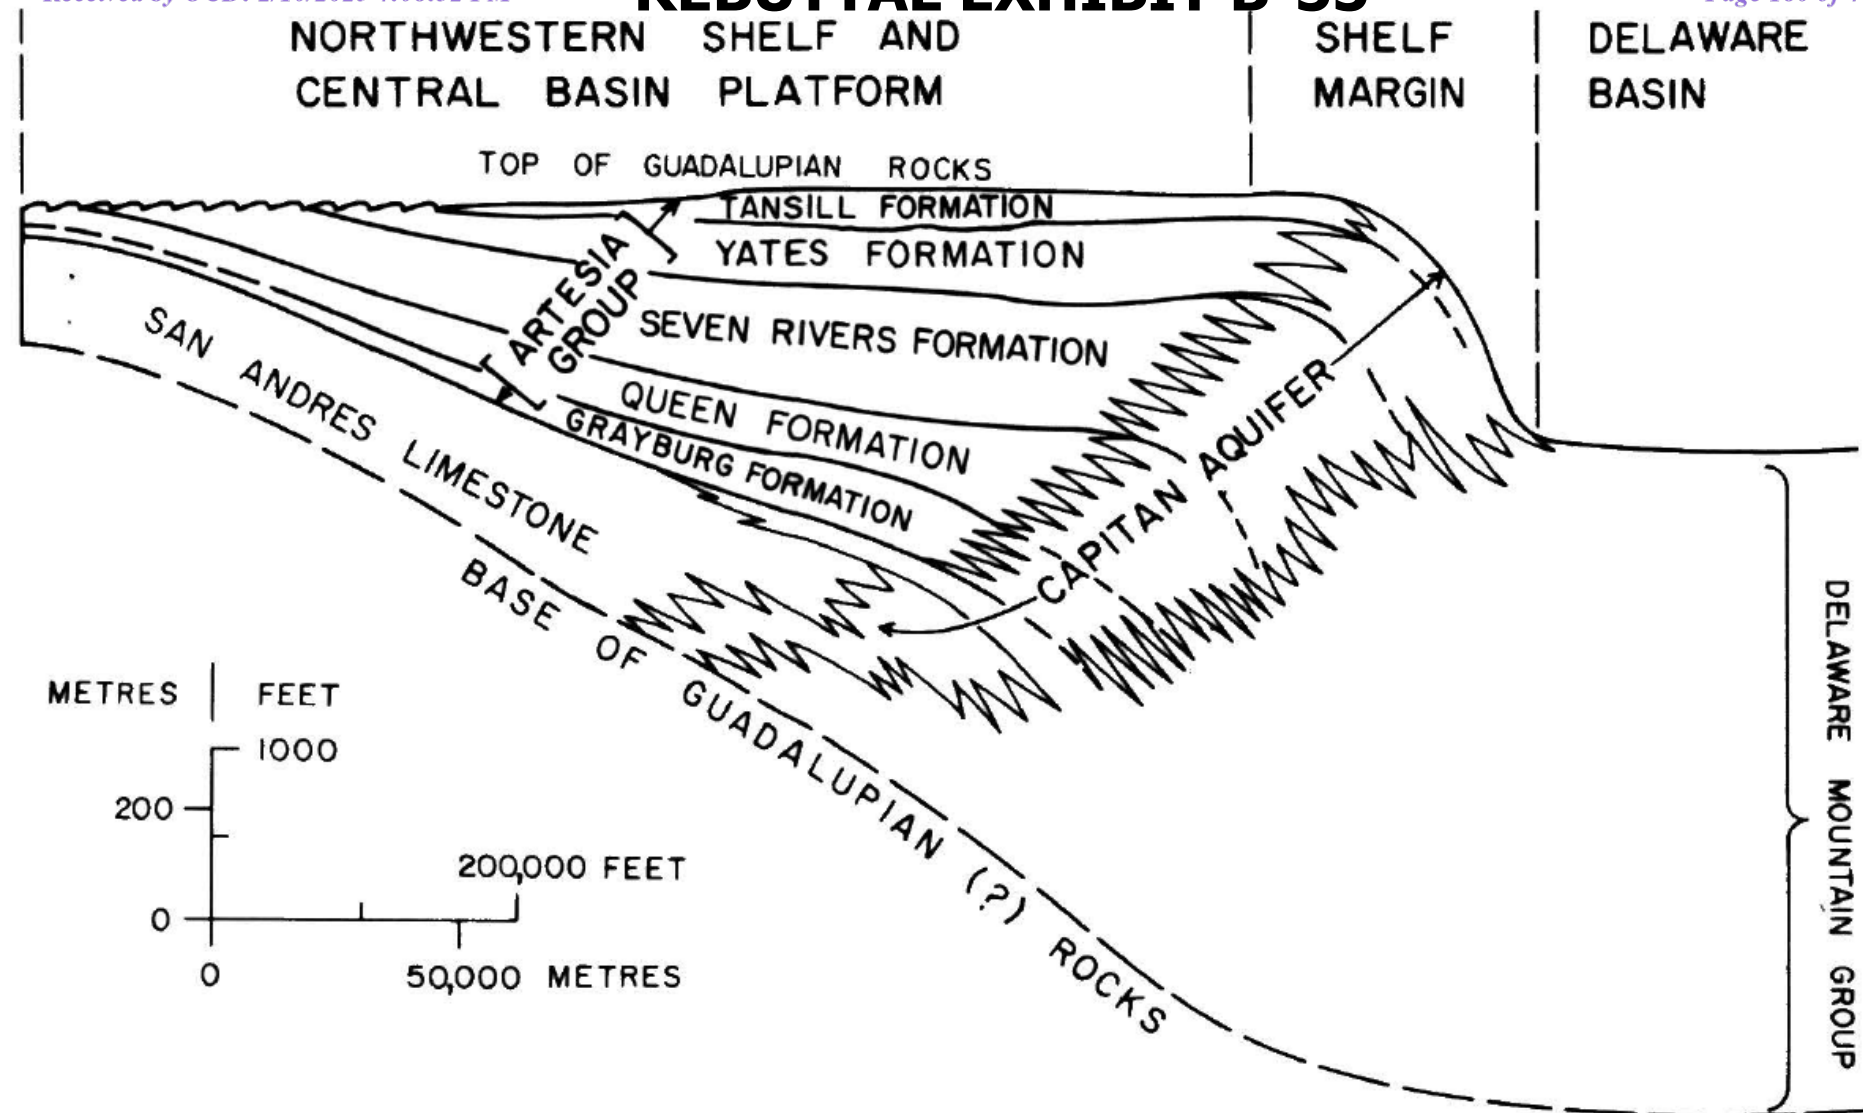 REBUTTAL EXHIBIT B
NORTHWESTERN SHELF AND
CENTRAL BASIN PLATFORM
SHELF
MARGIN
DELAWARE
BASIN
TOP OF GUADALUPIAN ROCKS
TANSILL FORMATION
YATES FORMATION
ARTESIA
GROUP
SEVEN RIVERS FORMATION
QUEEN FORMATION
GRAYBURG FORMATION
SAN ANDRES LIMESTONE
CAPITAN AQUIFER
BASE OF GUADALUPIAN (?) ROCKS
DELAWARE MOUNTAIN GROUP
METRES
FEET
1000
200
200,000 FEET
0
0
50,000 METRES